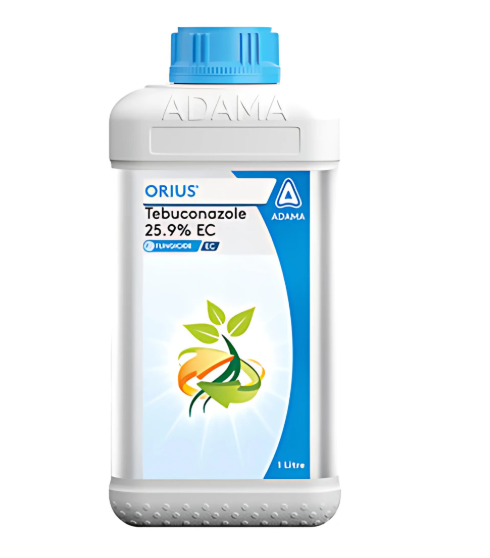 ADAMA
ORIUS®
ADAMA
Tebuconazole
25.9% EC
FUNGICIDE EC
1 Litre